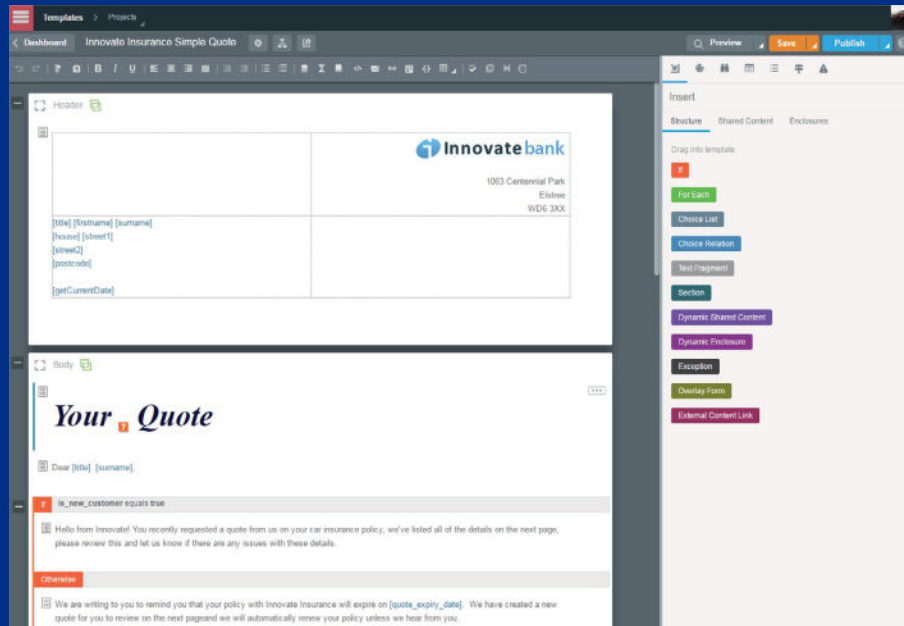 Templates > Projects
< Dashboard Innovate Insurance Simple Quote
Preview Save Publish
Header
Innovatebank
1063 Centennial Park
Elstree
WD6 3XX
[title] [firstname] [surname]
[house] [street1]
[street2]
[postcode]
[getCurrentDate]
Body
Your ? Quote
Dear [title] [surname],
If is_new_customer equals true
Hello from Innovate! You recently requested a quote from us on your car insurance policy, we've listed all of the details on the next page,
please review this and let us know if there are any issues with these details.
Otherwise
We are writing to you to remind you that your policy with Innovate Insurance will expire on [quote_expiry_date]. We have created a new
quote for you to review on the next pageand we will automatically renew your policy unless we hear from you.
Insert
Structure Shared Content Enclosures
Drag into template
If
For Each
Choice List
Choice Relation
Text Fragment
Section
Dynamic Shared Content
Dynamic Enclosure
Exception
Overlay Form
External Content Link